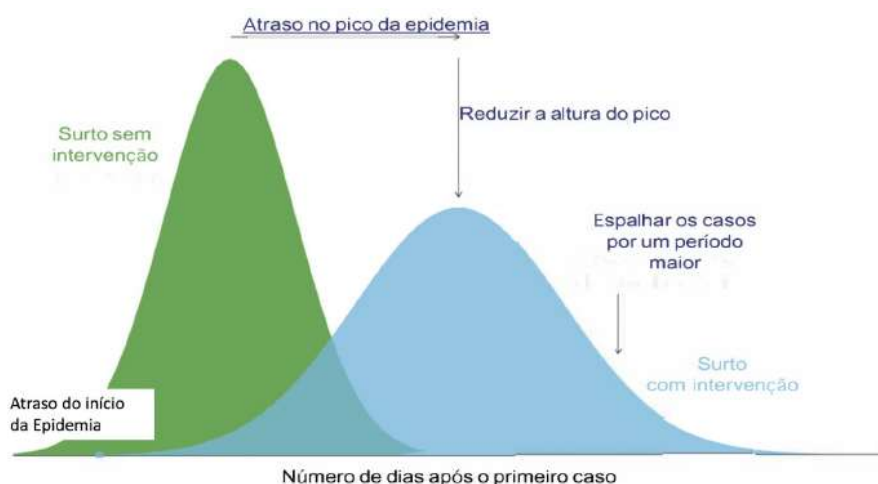 Atraso no pico da epidemia
Reduzir a altura do pico
Surto sem
intervenção
Espalhar os casos
por um período
maior
Surto
com intervenção
Atraso do início
da Epidemia
Número de dias após o primeiro caso